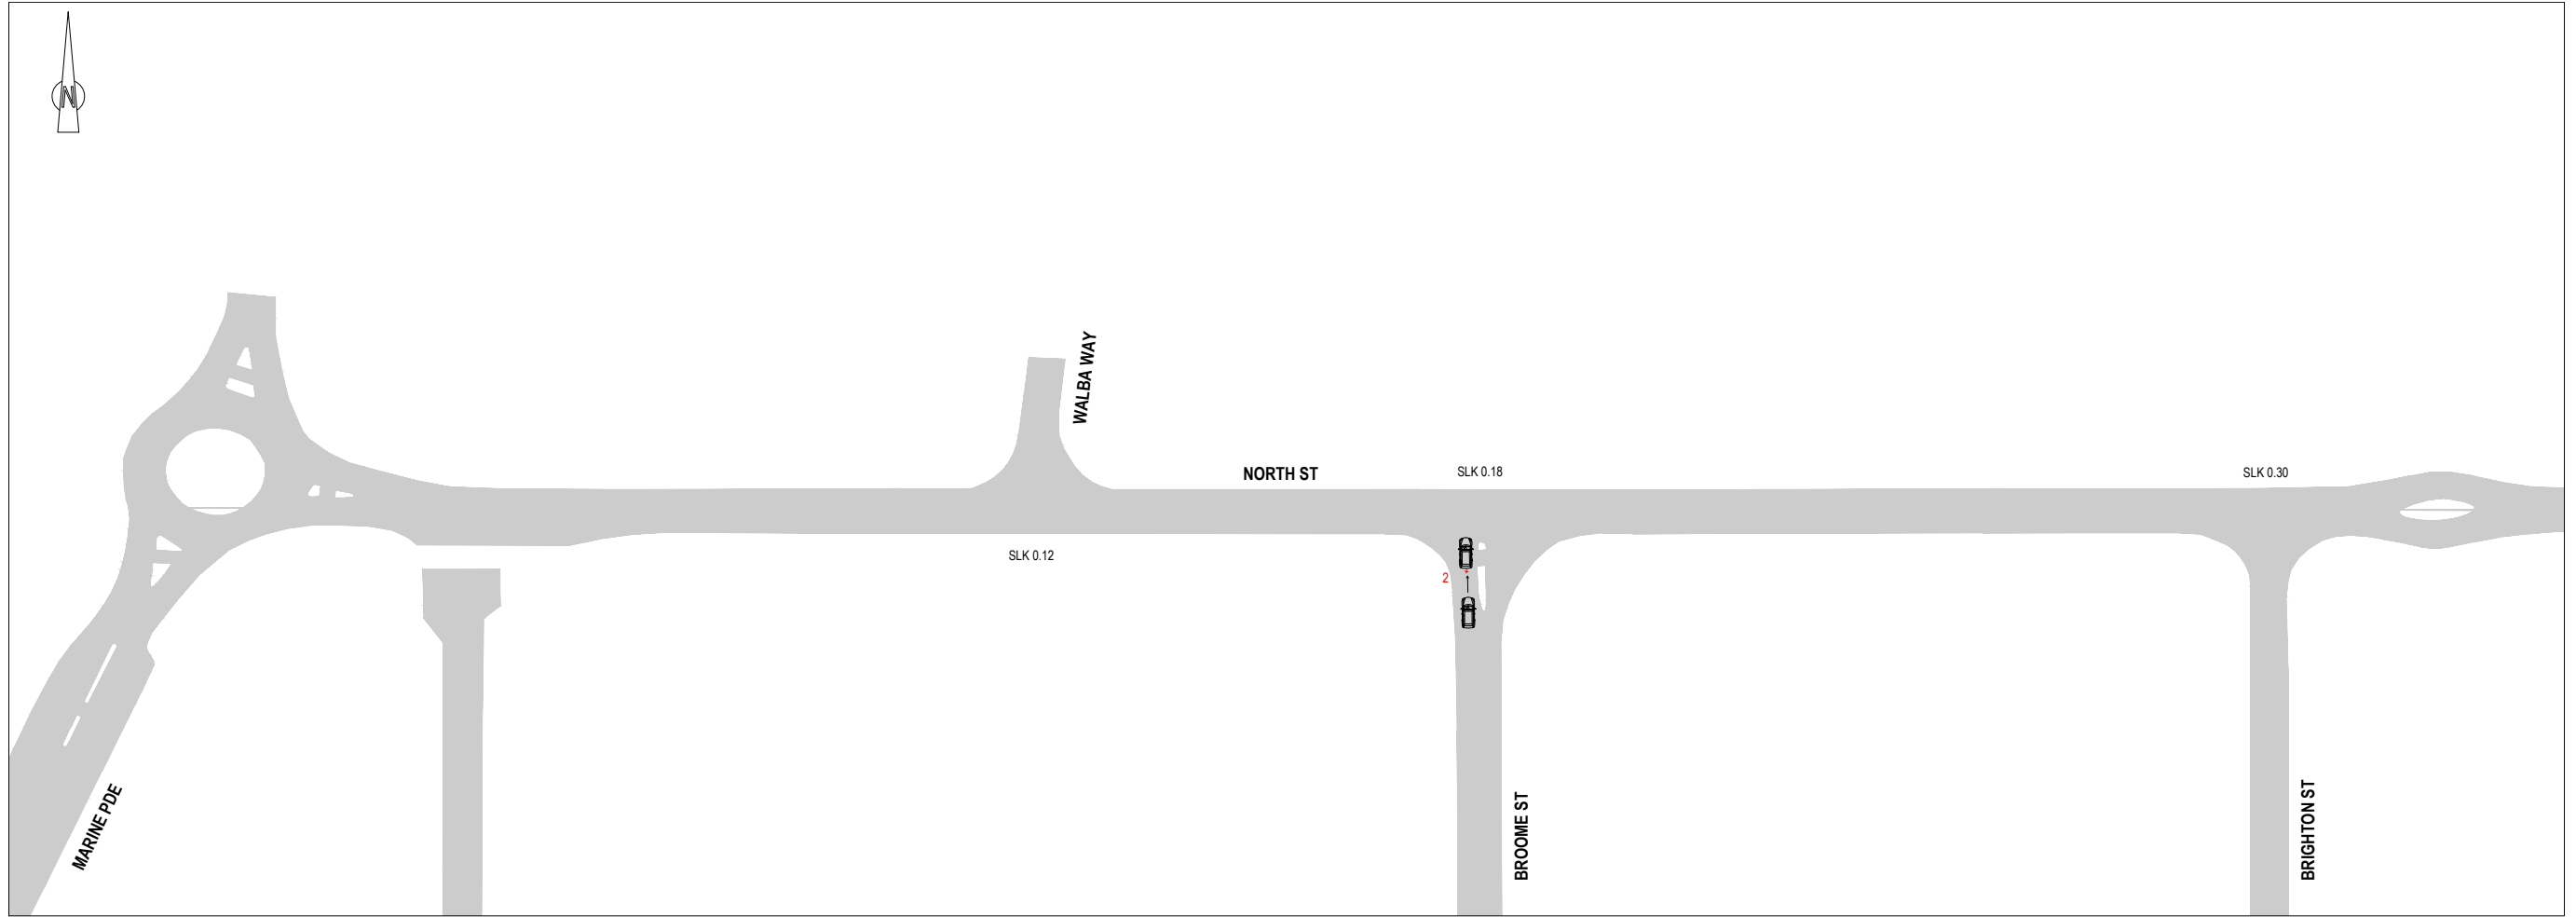 N
WALBA WAY
NORTH ST
SLK 0.18
SLK 0.30
SLK 0.12
2
MARINE PDE
BROOME ST
BRIGHTON ST